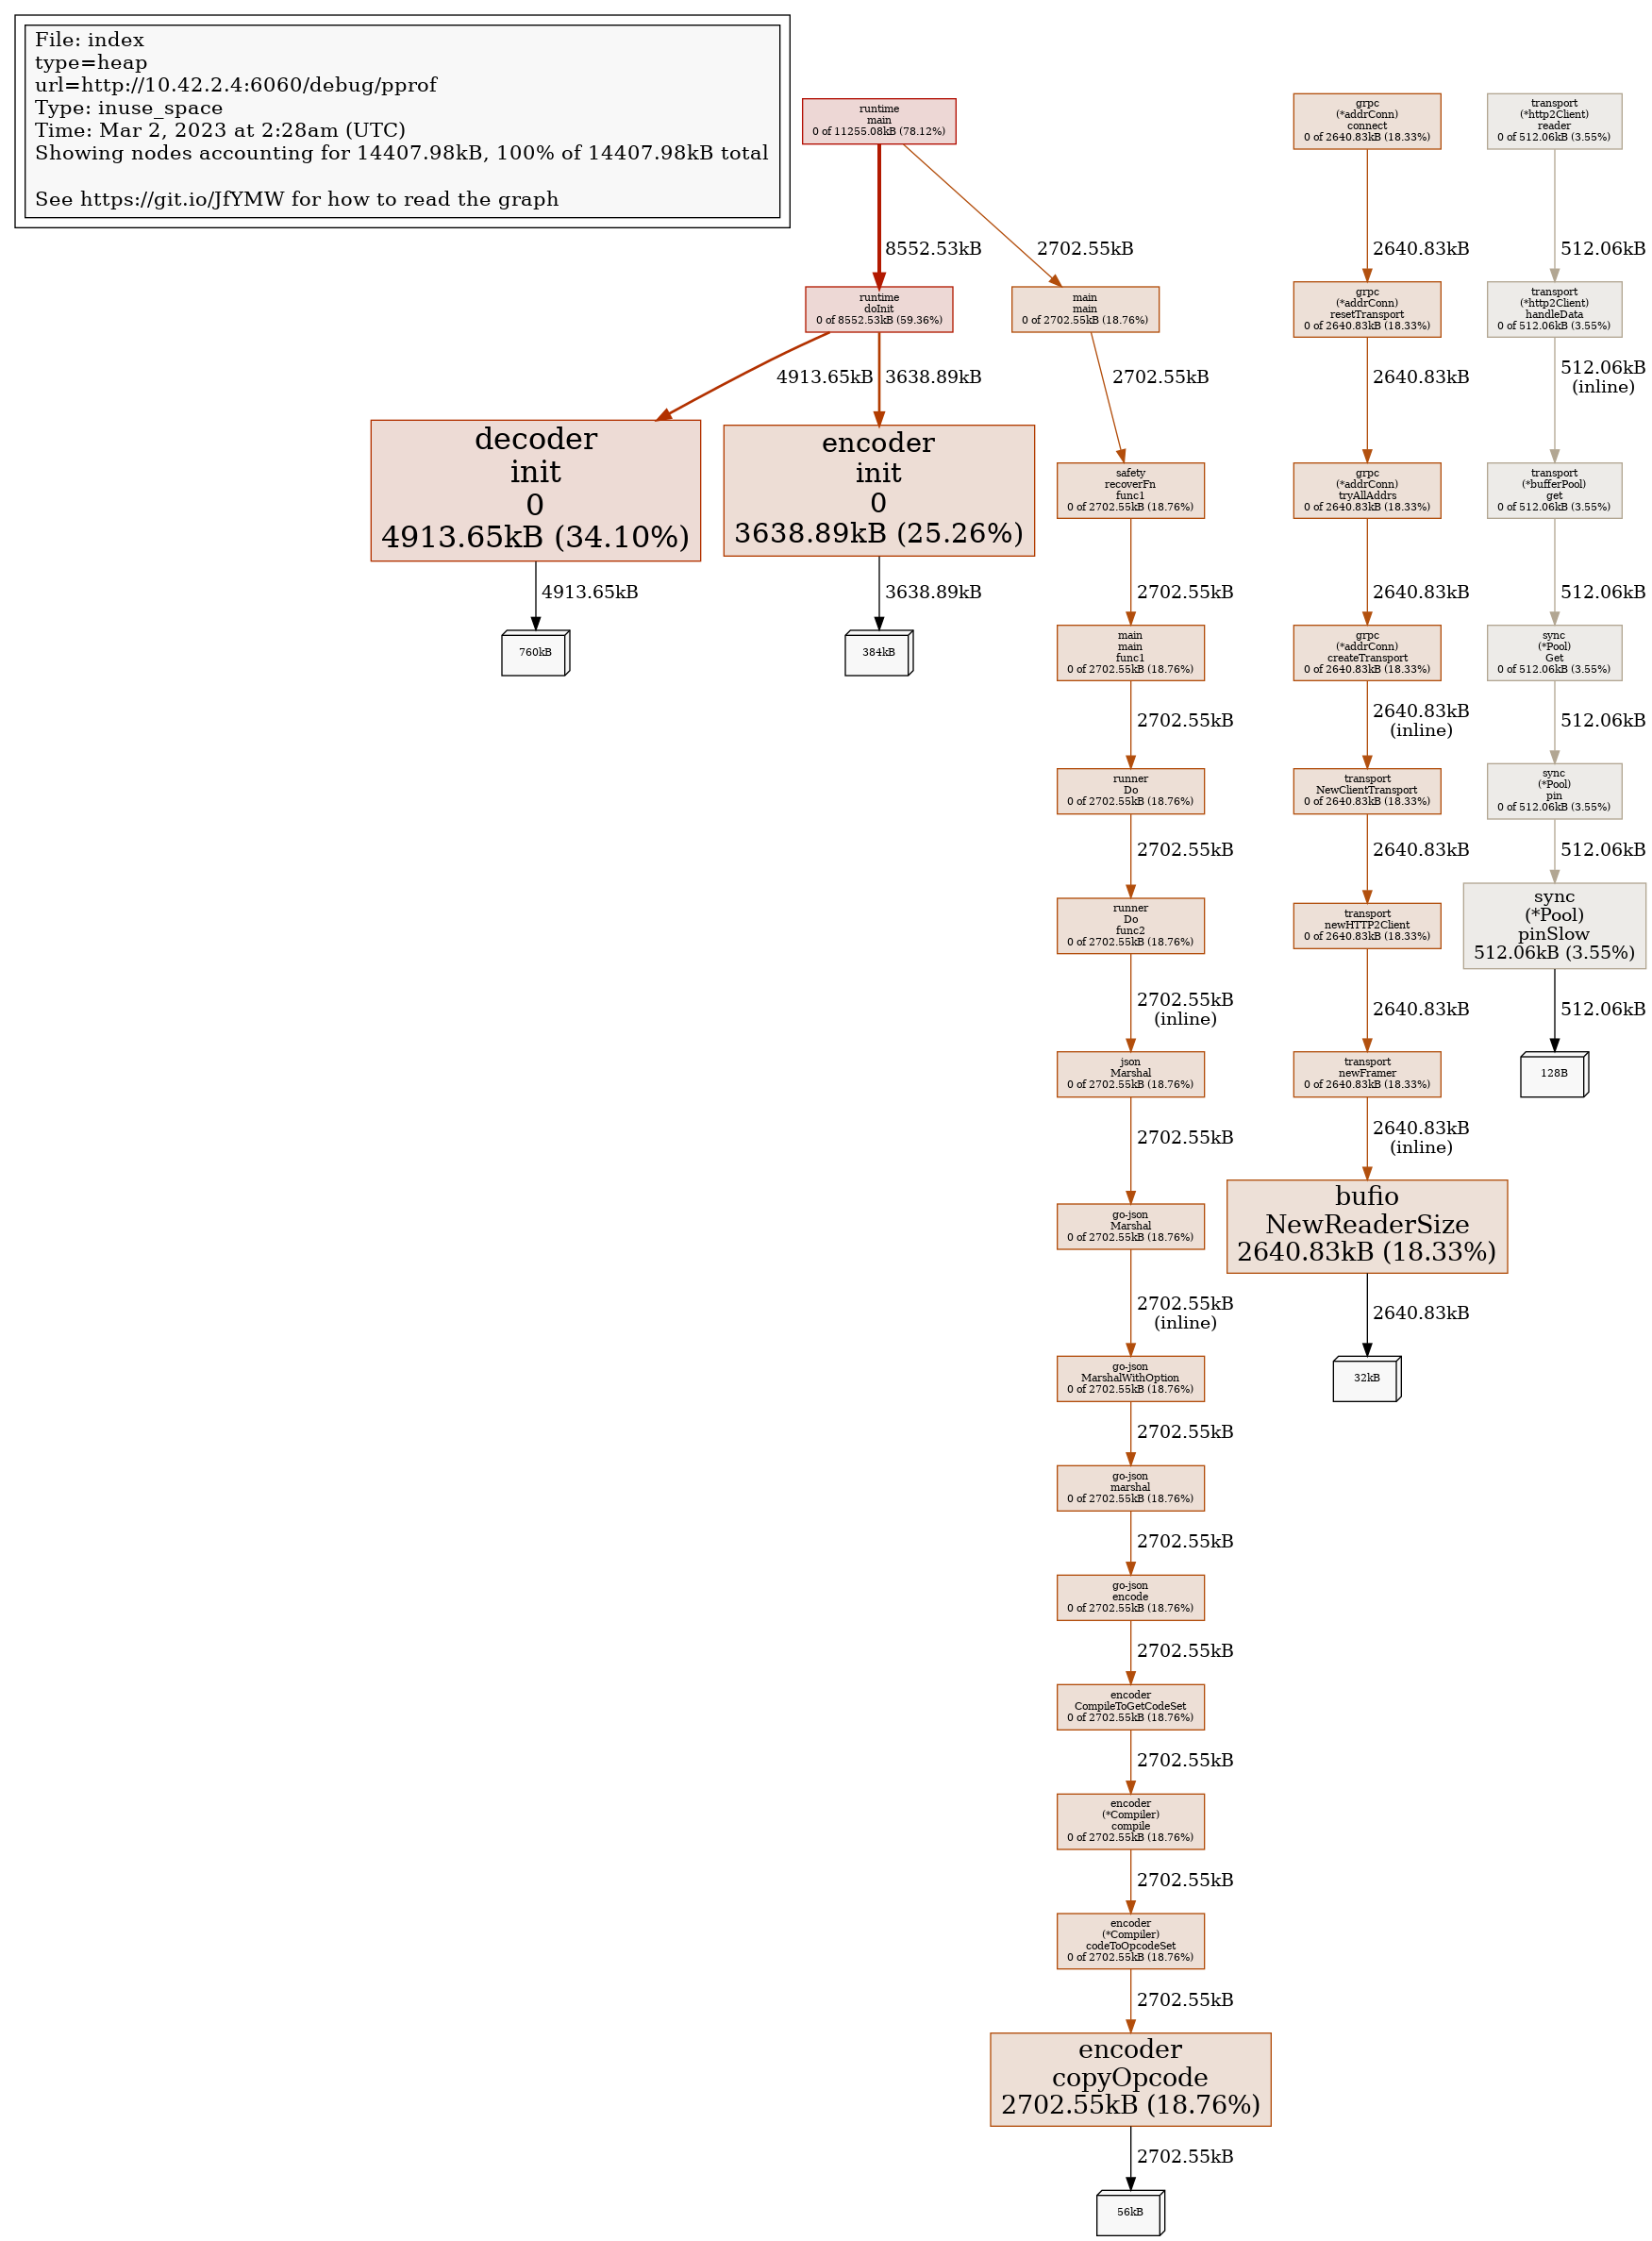 File: index
type=heap
url=http://10.42.2.4:6060/debug/pprof
Type: inuse_space
Time: Mar 2, 2023 at 2:28am (UTC)
Showing nodes accounting for 14407.98kB, 100% of 14407.98kB total
See https://git.io/JfYMW for how to read the graph
runtime
main
0 of 11255.08kB (78.12%)
8552.53kB
2702.55kB
runtime
doInit
0 of 8552.53kB (59.36%)
4913.65kB
3638.89kB
decoder
init
0
4913.65kB (34.10%)
4913.65kB
760kB
encoder
init
0
3638.89kB (25.26%)
3638.89kB
384kB
main
main
0 of 2702.55kB (18.76%)
2702.55kB
safety
recoverFn
func1
0 of 2702.55kB (18.76%)
2702.55kB
main
main
func1
0 of 2702.55kB (18.76%)
2702.55kB
runner
Do
0 of 2702.55kB (18.76%)
2702.55kB
runner
Do
func2
0 of 2702.55kB (18.76%)
2702.55kB
(inline)
json
Marshal
0 of 2702.55kB (18.76%)
2702.55kB
go-json
Marshal
0 of 2702.55kB (18.76%)
2702.55kB
(inline)
go-json
MarshalWithOption
0 of 2702.55kB (18.76%)
2702.55kB
go-json
marshal
0 of 2702.55kB (18.76%)
2702.55kB
go-json
encode
0 of 2702.55kB (18.76%)
2702.55kB
encoder
CompileToGetCodeSet
0 of 2702.55kB (18.76%)
2702.55kB
encoder
(*Compiler)
compile
0 of 2702.55kB (18.76%)
2702.55kB
encoder
(*Compiler)
codeToOpcodeSet
0 of 2702.55kB (18.76%)
2702.55kB
encoder
copyOpcode
2702.55kB (18.76%)
2702.55kB
56kB
grpc
(*addrConn)
connect
0 of 2640.83kB (18.33%)
2640.83kB
grpc
(*addrConn)
resetTransport
0 of 2640.83kB (18.33%)
2640.83kB
grpc
(*addrConn)
tryAllAddrs
0 of 2640.83kB (18.33%)
2640.83kB
grpc
(*addrConn)
createTransport
0 of 2640.83kB (18.33%)
2640.83kB
(inline)
transport
NewClientTransport
0 of 2640.83kB (18.33%)
2640.83kB
transport
newHTTP2Client
0 of 2640.83kB (18.33%)
2640.83kB
transport
newFramer
0 of 2640.83kB (18.33%)
2640.83kB
(inline)
bufio
NewReaderSize
2640.83kB (18.33%)
2640.83kB
32kB
transport
(*http2Client)
reader
0 of 512.06kB (3.55%)
512.06kB
transport
(*http2Client)
handleData
0 of 512.06kB (3.55%)
512.06kB
(inline)
transport
(*bufferPool)
get
0 of 512.06kB (3.55%)
512.06kB
sync
(*Pool)
Get
0 of 512.06kB (3.55%)
512.06kB
sync
(*Pool)
pin
0 of 512.06kB (3.55%)
512.06kB
sync
(*Pool)
pinSlow
512.06kB (3.55%)
512.06kB
128B